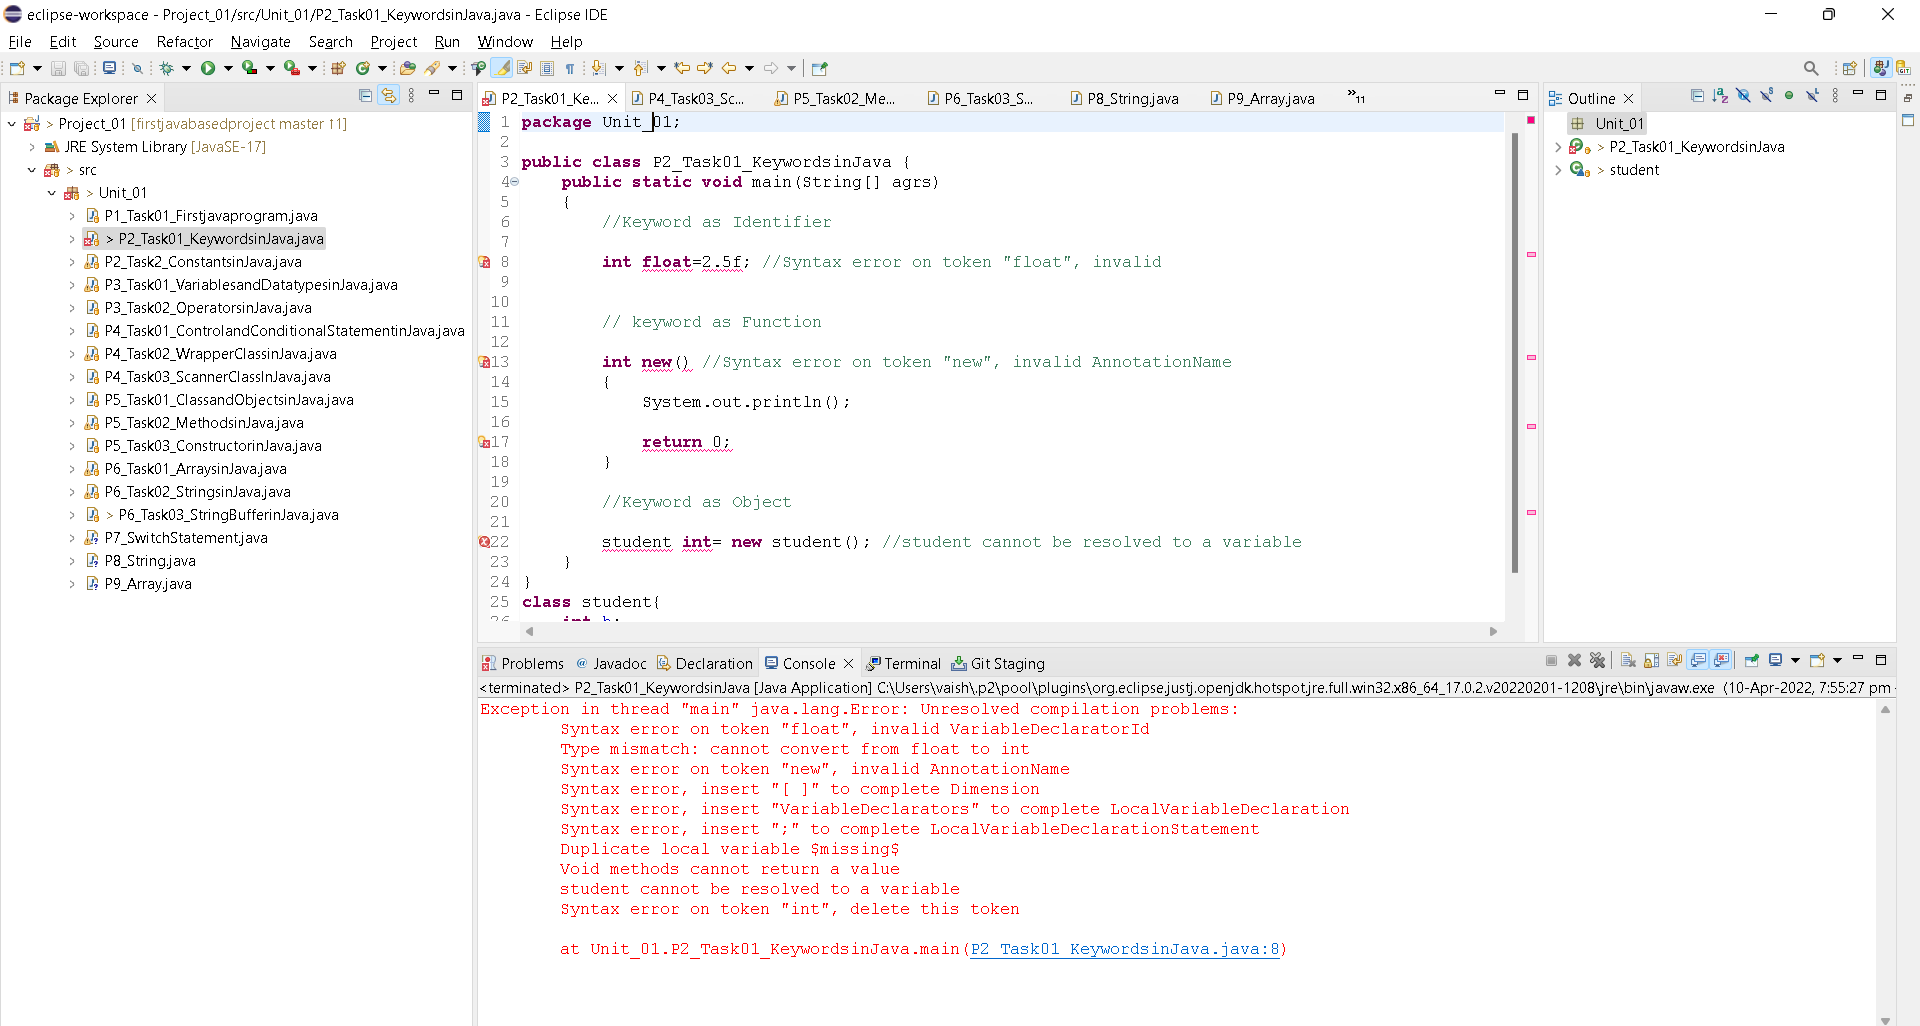 eclipse-workspace - Project_01/src/Unit_01/P2_Task01_KeywordsinJava.java - Eclipse IDE
File Edit Source Refactor Navigate Search Project Run Window Help
Package Explorer
Project_01 [firstjavabasedproject master ↑1]
JRE System Library [JavaSE-17]
src
Unit_01
P1_Task01_Firstjavaprogram.java
> P2_Task01_KeywordsinJava.java
P2_Task2_ConstantsinJava.java
P3_Task01_VariablesandDatatypesinJava.java
P3_Task02_OperatorsinJava.java
P4_Task01_ControlandConditionalStatementinJava.java
P4_Task02_WrapperClassinJava.java
P4_Task03_ScannerClassInJava.java
P5_Task01_ClassandObjectsinJava.java
P5_Task02_MethodsinJava.java
P5_Task03_ConstructorinJava.java
P6_Task01_ArraysinJava.java
P6_Task02_StringsinJava.java
> P6_Task03_StringBufferinJava.java
P7_SwitchStatement.java
P8_String.java
P9_Array.java
P2_Task01_Ke... P4_Task03_Sc... P5_Task02_Me... P6_Task03_S... P8_String.java P9_Array.java »11
1 package Unit_01;
2
3 public class P2_Task01_KeywordsinJava {
4 public static void main(String[] agrs)
5 {
6 //Keyword as Identifier
7
8 int float=2.5f; //Syntax error on token "float", invalid
9
10
11 // keyword as Function
12
13 int new() //Syntax error on token "new", invalid AnnotationName
14 {
15 System.out.println();
16
17 return 0;
18 }
19
20 //Keyword as Object
21
22 student int= new student(); //student cannot be resolved to a variable
23 }
24 }
25 class student{
Outline
Unit_01
> P2_Task01_KeywordsinJava
> student
Problems Javadoc Declaration Console Terminal Git Staging
<terminated> P2_Task01_KeywordsinJava [Java Application] C:\Users\vaish\.p2\pool\plugins\org.eclipse.justj.openjdk.hotspot.jre.full.win32.x86_64_17.0.2.v20220201-1208\jre\bin\javaw.exe (10-Apr-2022, 7:55:27 pm
Exception in thread "main" java.lang.Error: Unresolved compilation problems:
Syntax error on token "float", invalid VariableDeclaratorId
Type mismatch: cannot convert from float to int
Syntax error on token "new", invalid AnnotationName
Syntax error, insert "[ ]" to complete Dimension
Syntax error, insert "VariableDeclarators" to complete LocalVariableDeclaration
Syntax error, insert ";" to complete LocalVariableDeclarationStatement
Duplicate local variable $missing$
Void methods cannot return a value
student cannot be resolved to a variable
Syntax error on token "int", delete this token
at Unit_01.P2_Task01_KeywordsinJava.main(P2_Task01_KeywordsinJava.java:8)